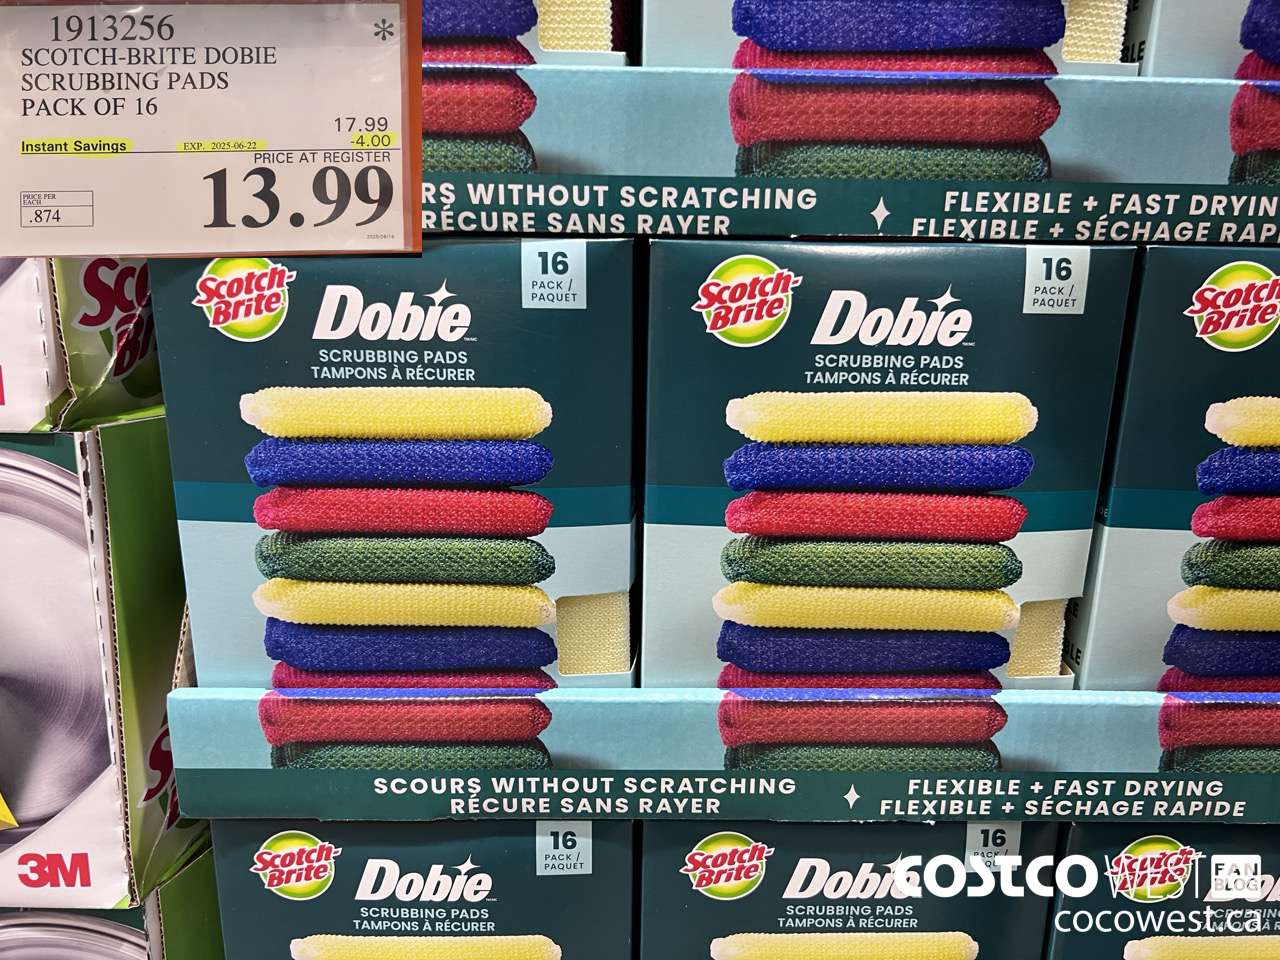 1913256 *
SCOTCH-BRITE DOBIE
SCRUBBING PADS
PACK OF 16
17.99
Instant Savings EXP. 2025-06-22 -4.00
PRICE AT REGISTER
13.99
PRICE PER
EACH
.874
RS WITHOUT SCRATCHING
RÉCURE SANS RAYER
FLEXIBLE + FAST DRYIN
FLEXIBLE + SÉCHAGE RAP
Scotch-
Brite
Dobie
16
PACK /
PAQUET
SCRUBBING PADS
TAMPONS À RÉCURER
Scotch-
Brite
Dobie
16
PACK /
PAQUET
SCRUBBING PADS
TAMPONS À RÉCURER
Scotch-
Brite
SCOURS WITHOUT SCRATCHING
RÉCURE SANS RAYER
FLEXIBLE + FAST DRYING
FLEXIBLE + SÉCHAGE RAPIDE
3M
Scotch-
Brite
Dobie
16
PACK /
PAQUET
SCRUBBING PADS
TAMPONS À RÉCURER
Scotch-
Brite
Dobie
16
PACK /
SCRUBBING PADS
TAMPONS À RÉCURER
Scotch-
Brite
COSTCO WEST FAN BLOG
cocowest.ca